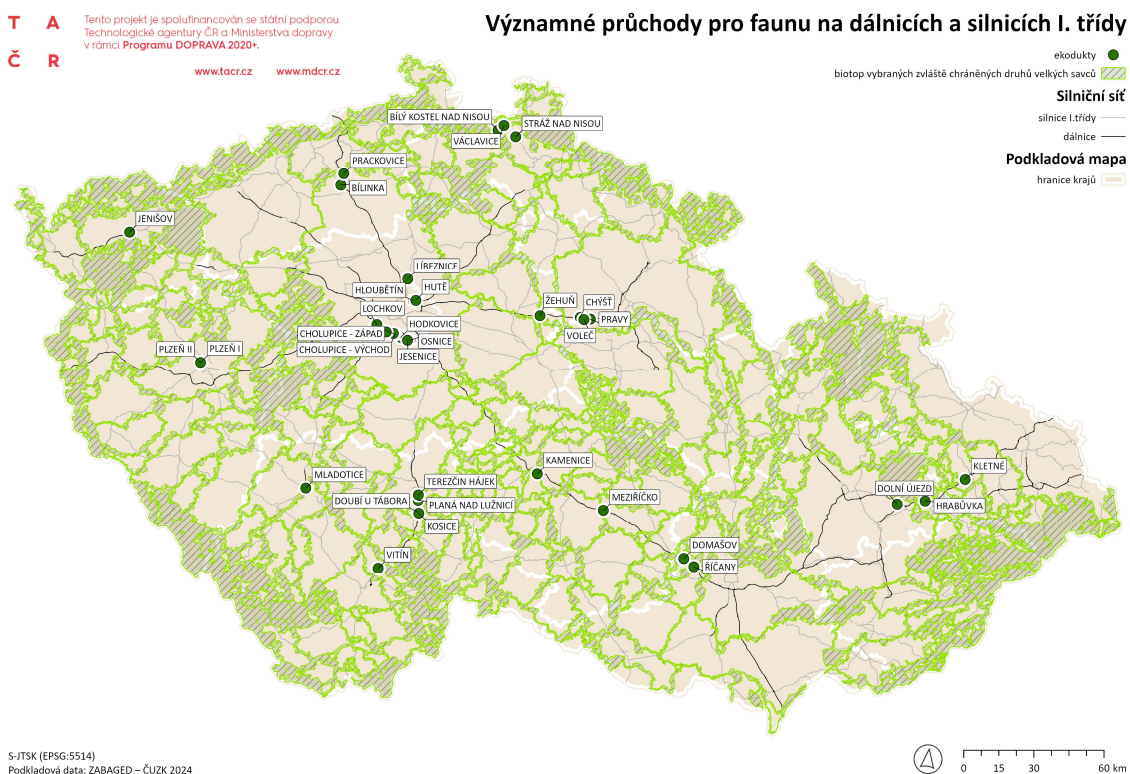 T A
Č R
Tento projekt je spolufinancován se státní podporou
Technologické agentury ČR a Ministerstva dopravy
v rámci Programu DOPRAVA 2020+.
www.tacr.cz www.mdcr.cz
Významné průchody pro faunu na dálnicích a silnicích I. třídy
ekodukty
biotop vybraných zvláště chráněných druhů velkých savců
Silniční síť
silnice I.třídy
dálnice
Podkladová mapa
hranice krajů
BÍLÝ KOSTEL NAD NISOU
STRÁŽ NAD NISOU
VÁCLAVICE
PRACKOVICE
BÍLINKA
JENIŠOV
LÍBEZNICE
HLOUBĚTÍN
HUTĚ
LOCHKOV
ŽEHUŇ
CHÝŠŤ
PRAVY
VOLEČ
HODKOVICE
CHOLUPICE - ZÁPAD
OSNICE
CHOLUPICE - VÝCHOD
JESENICE
PLZEŇ II
PLZEŇ I
KAMENICE
KLETNÉ
MLADOTICE
TEREZČIN HÁJEK
DOUBÍ U TÁBORA
PLANÁ NAD LUŽNICÍ
KOSICE
MEZIŘÍČKO
DOLNÍ ÚJEZD
HRABŮVKA
VITÍN
DOMAŠOV
ŘÍČANY
S-JTSK (EPSG:5514)
Podkladová data: ZABAGED – ČUZK 2024
0 15 30 60 km